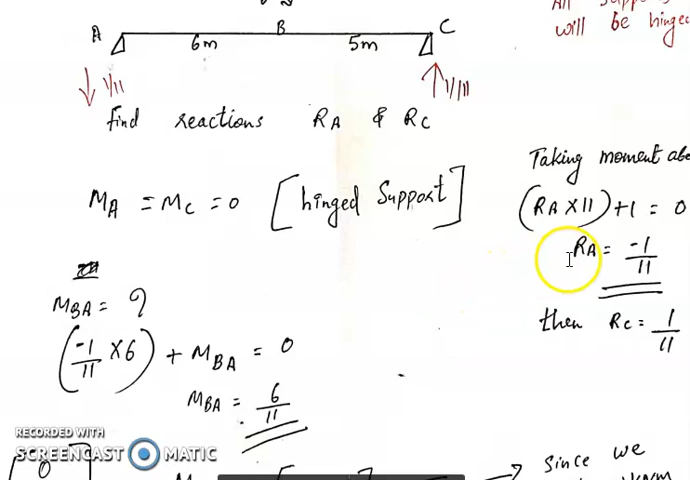 All
will be hinged
A B C
6m 5m
1/11 1/11
find reactions RA & RC
MA = MC = 0 [hinged Support]
Taking moment abo
(RA X 11) + 1 = 0
RA = -1/11
then RC = 1/11
MBA = ?
(-1/11 X 6) + MBA = 0
MBA = 6/11
RECORDED WITH
SCREENCAST MATIC
0
Since we